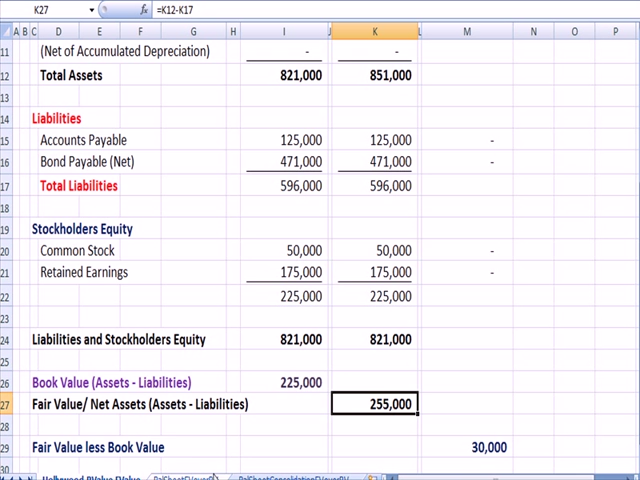 K27 fx =K12-K17
A B C D E F G H I J K L M N O P
11 (Net of Accumulated Depreciation) - -
12 Total Assets 821,000 851,000
13
14 Liabilities
15 Accounts Payable 125,000 125,000 -
16 Bond Payable (Net) 471,000 471,000 -
17 Total Liabilities 596,000 596,000
18
19 Stockholders Equity
20 Common Stock 50,000 50,000 -
21 Retained Earnings 175,000 175,000 -
22 225,000 225,000
24 Liabilities and Stockholders Equity 821,000 821,000
25
26 Book Value (Assets - Liabilities) 225,000
27 Fair Value/ Net Assets (Assets - Liabilities) 255,000
28
29 Fair Value less Book Value 30,000
30
Hollywood BValue FValue